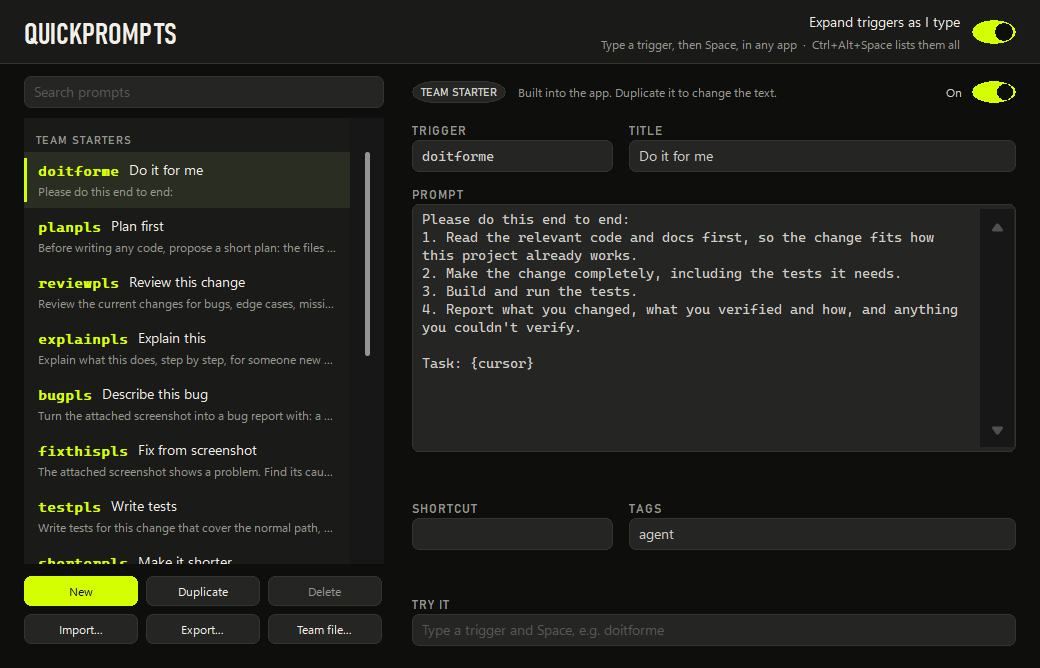 QUICKPROMPTS
Expand triggers as I type
Type a trigger, then Space, in any app · Ctrl+Alt+Space lists them all
Search prompts
TEAM STARTERS
doitforme Do it for me
Please do this end to end:
planpls Plan first
Before writing any code, propose a short plan: the files ...
reviewpls Review this change
Review the current changes for bugs, edge cases, missi...
explainpls Explain this
Explain what this does, step by step, for someone new ...
bugpls Describe this bug
Turn the attached screenshot into a bug report with: a ...
fixthispls Fix from screenshot
The attached screenshot shows a problem. Find its cau...
testpls Write tests
Write tests for this change that cover the normal path, ...
shorterpls Make it shorter
New
Duplicate
Delete
Import...
Export...
Team file...
TEAM STARTER
Built into the app. Duplicate it to change the text.
On
TRIGGER
doitforme
TITLE
Do it for me
PROMPT
Please do this end to end:
1. Read the relevant code and docs first, so the change fits how
this project already works.
2. Make the change completely, including the tests it needs.
3. Build and run the tests.
4. Report what you changed, what you verified and how, and anything
you couldn't verify.
Task: {cursor}
SHORTCUT
TAGS
agent
TRY IT
Type a trigger and Space, e.g. doitforme